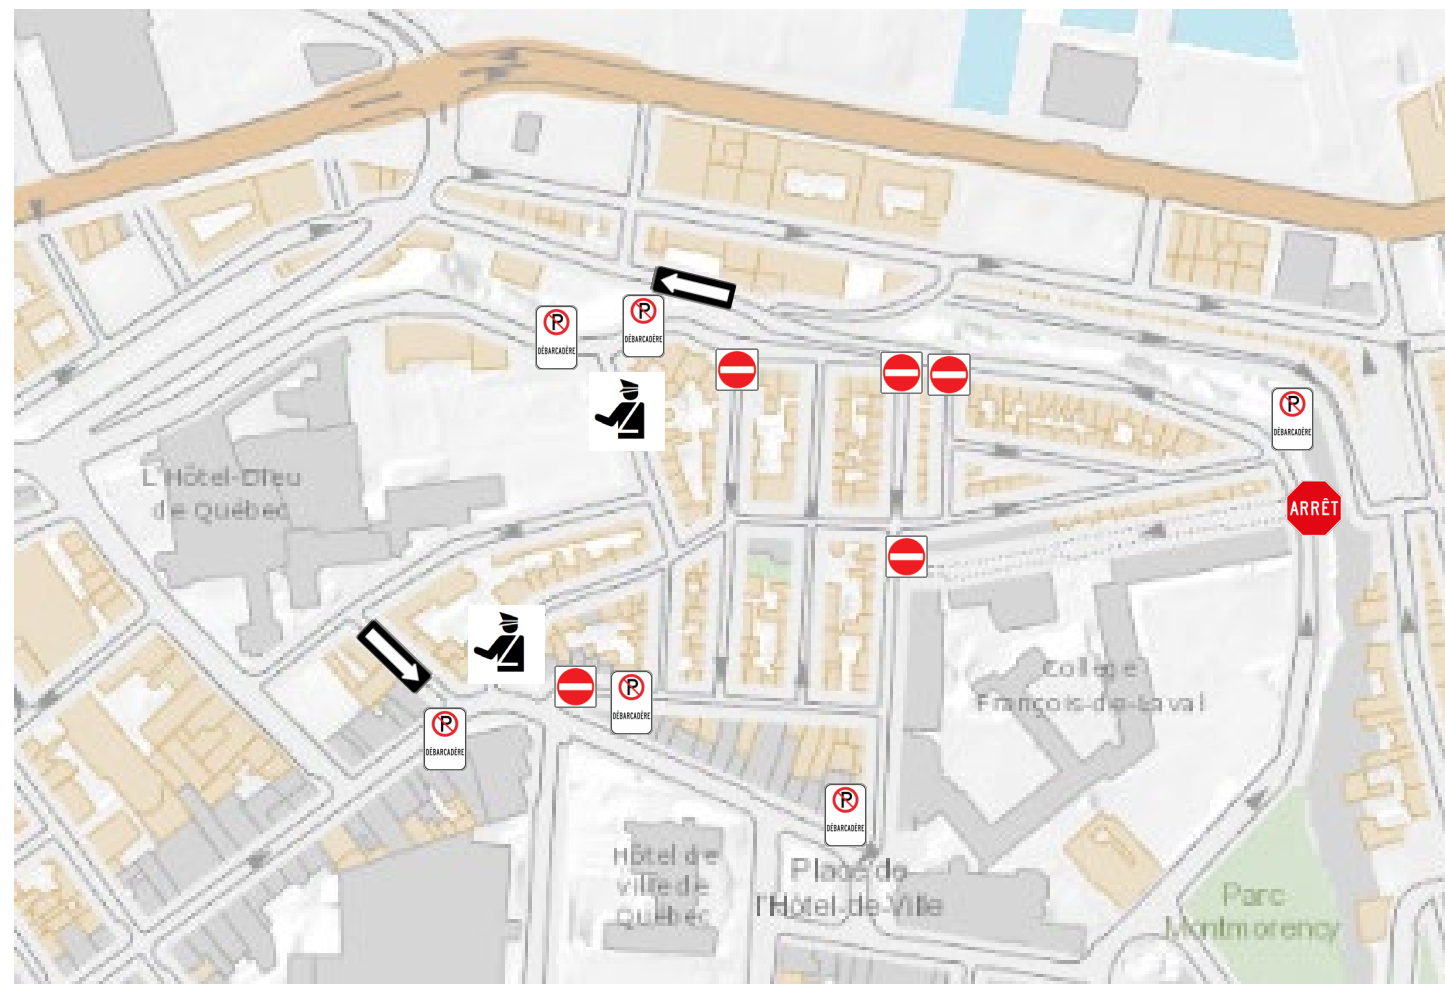 P
DÉBARCADÈRE
P
DÉBARCADÈRE
P
DÉBARCADÈRE
L'Hôtel-Dieu
de Québec
ARRÊT
Collège
François-de-Laval
P
DÉBARCADÈRE
P
DÉBARCADÈRE
P
DÉBARCADÈRE
Hôtel de
ville de
Québec
Place de
l'Hôtel-de-Ville
Parc
Montmorency